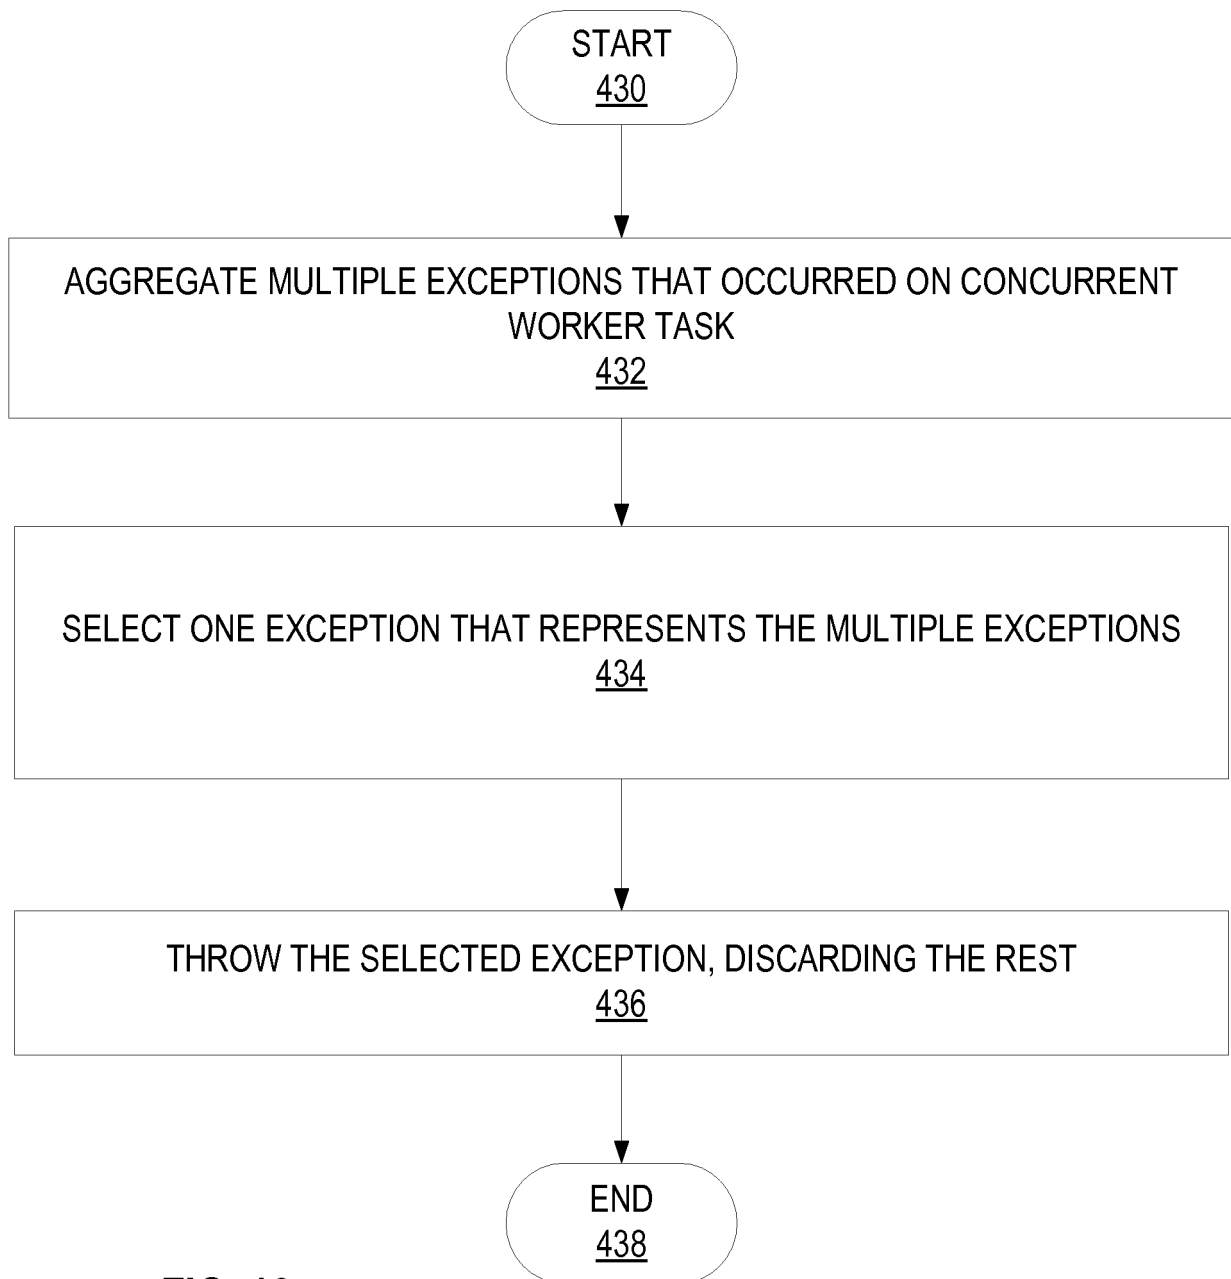 START
430
AGGREGATE MULTIPLE EXCEPTIONS THAT OCCURRED ON CONCURRENT
WORKER TASK
432
SELECT ONE EXCEPTION THAT REPRESENTS THE MULTIPLE EXCEPTIONS
434
THROW THE SELECTED EXCEPTION, DISCARDING THE REST
436
END
438